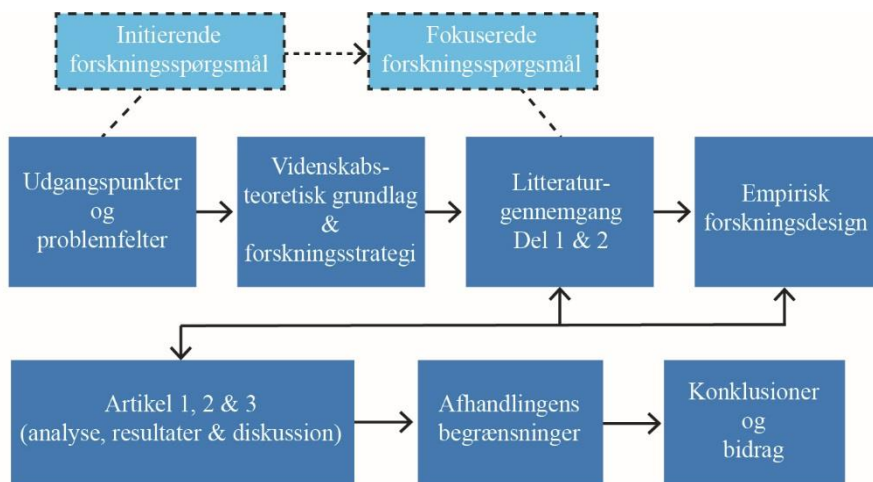 Initierende
forskningsspørgsmål
Fokuserede
forskningsspørgsmål
Udgangspunkter
og
problemfelter
Videnskabs-
teoretisk grundlag
&
forskningsstrategi
Litteratur-
gennemgang
Del 1 & 2
Empirisk
forskningsdesign
Artikel 1, 2 & 3
(analyse, resultater & diskussion)
Afhandlingens
begrænsninger
Konklusioner
og
bidrag